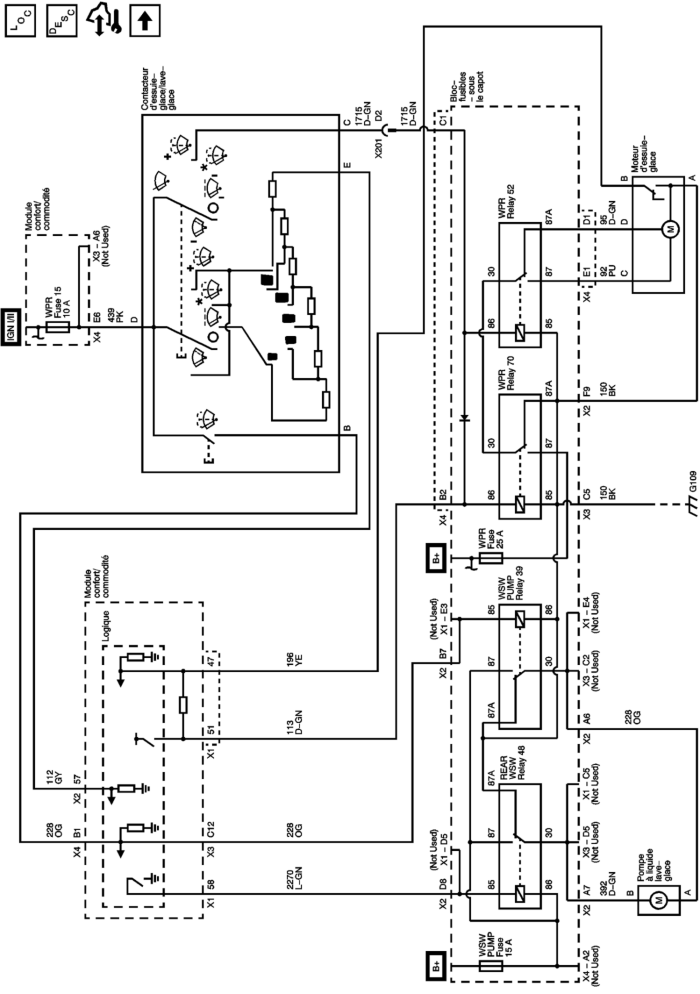 LOC
DESC
IGN I/II
Module
confort/
commodité
WPR
Fuse 15
10 A
X3 – A6
(Not Used)
X4
E6
439
PK
D
Contacteur
d'essuie–
glace/lave–
glace
C
1715
D–GN
D2
X201
1715
D–GN
C1
E
B
Bloc–
fusibles
– sous
le capot
Moteur
d'essuie–
glace
B
A
M
D
C
WPR
Relay 52
87A
30
87
86
85
D1
95
D–GN
E1
92
PU
X4
WPR
Relay 70
87A
30
87
86
85
F9
X2
150
BK
C5
X3
150
BK
G109
B2
X4
B+
WPR
Fuse
25 A
Module confort/
commodité
Logique
47
196
YE
51
X1
113
D–GN
112
GY
X2
57
228
OG
X4
B1
X3
C12
228
OG
X1
58
2270
L–GN
(Not Used)
X1 – E3
X2
B7
WSW
PUMP
Relay 39
85
86
87
30
87A
X1 – E4
(Not Used)
X3 – C2
(Not Used)
A6
X2
228
OG
REAR
WSW
Relay 48
87A
87
30
85
86
X1 – C5
(Not Used)
X3 – D5
(Not Used)
(Not Used)
X1 – D5
X2
D8
A7
X2
392
D–GN
Pompe
à liquide
lave–
glace
B
M
A
B+
WSW
PUMP
Fuse
15 A
X4 – A2
(Not Used)